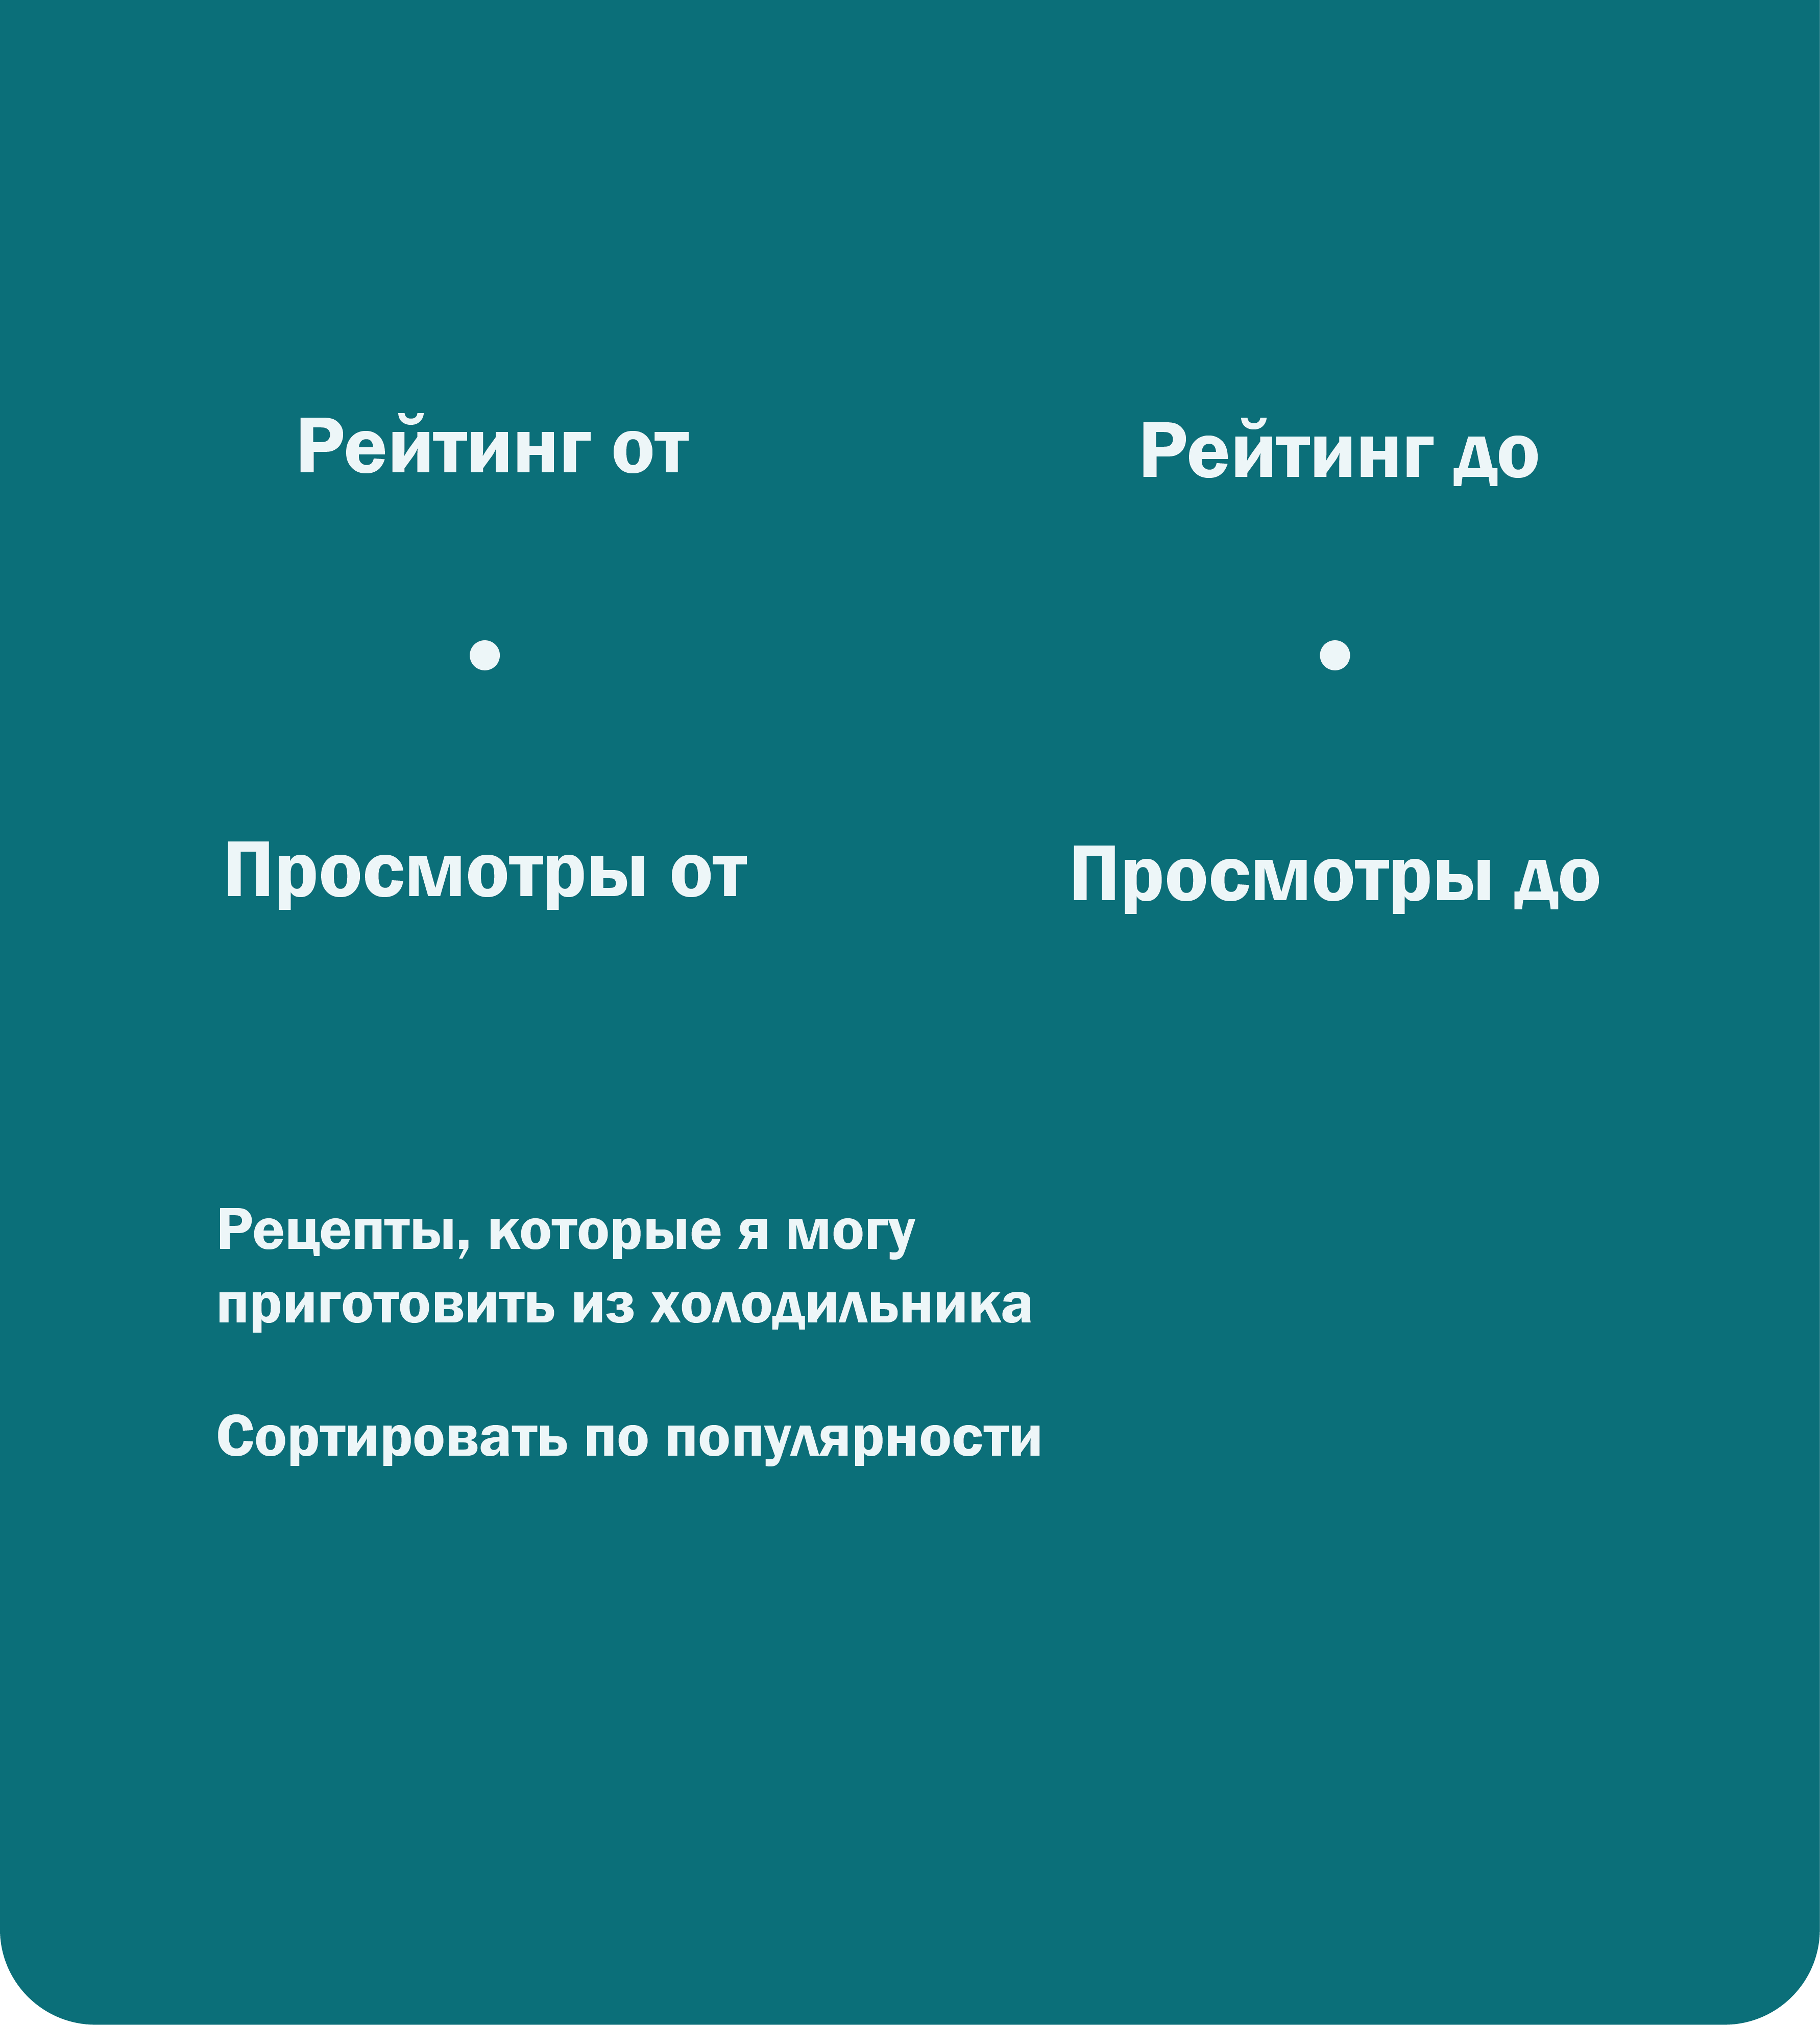 Рейтинг от
Рейтинг до
Просмотры от
Просмотры до
Рецепты, которые я могу
приготовить из холодильника
Сортировать по популярности